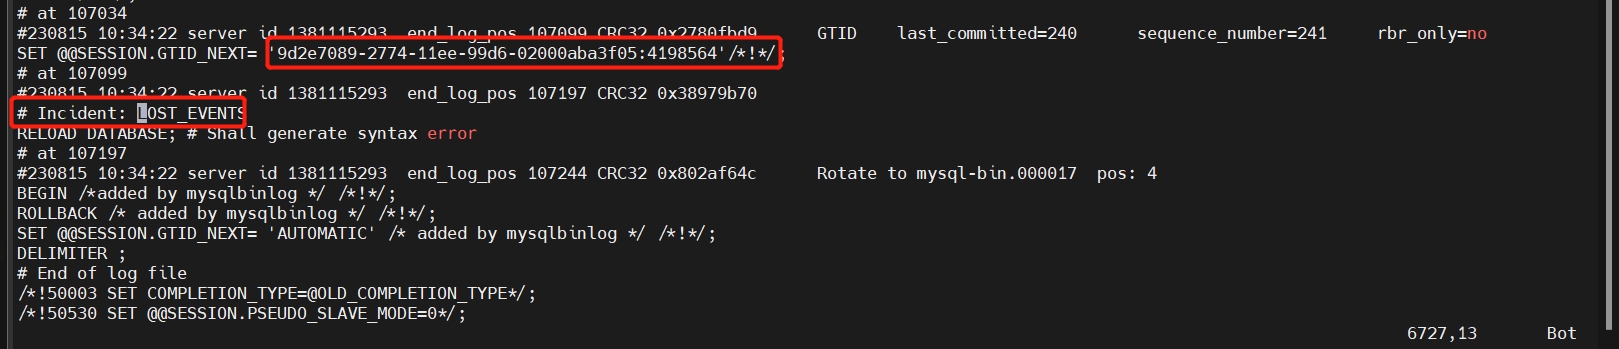 # at 107034
#230815 10:34:22 server id 1381115293  end_log_pos 107099 CRC32 0x2780fbd9      GTID    last_committed=240      sequence_number=241     rbr_only=no
SET @@SESSION.GTID_NEXT= '9d2e7089-2774-11ee-99d6-02000aba3f05:4198564'/*!*/;
# at 107099
#230815 10:34:22 server id 1381115293  end_log_pos 107197 CRC32 0x38979b70
# Incident: LOST_EVENTS
RELOAD DATABASE; # Shall generate syntax error
# at 107197
#230815 10:34:22 server id 1381115293  end_log_pos 107244 CRC32 0x802af64c      Rotate to mysql-bin.000017  pos: 4
BEGIN /*added by mysqlbinlog */ /*!*/;
ROLLBACK /* added by mysqlbinlog */ /*!*/;
SET @@SESSION.GTID_NEXT= 'AUTOMATIC' /* added by mysqlbinlog */ /*!*/;
DELIMITER ;
# End of log file
/*!50003 SET COMPLETION_TYPE=@OLD_COMPLETION_TYPE*/;
/*!50530 SET @@SESSION.PSEUDO_SLAVE_MODE=0*/;
6727,13       Bot